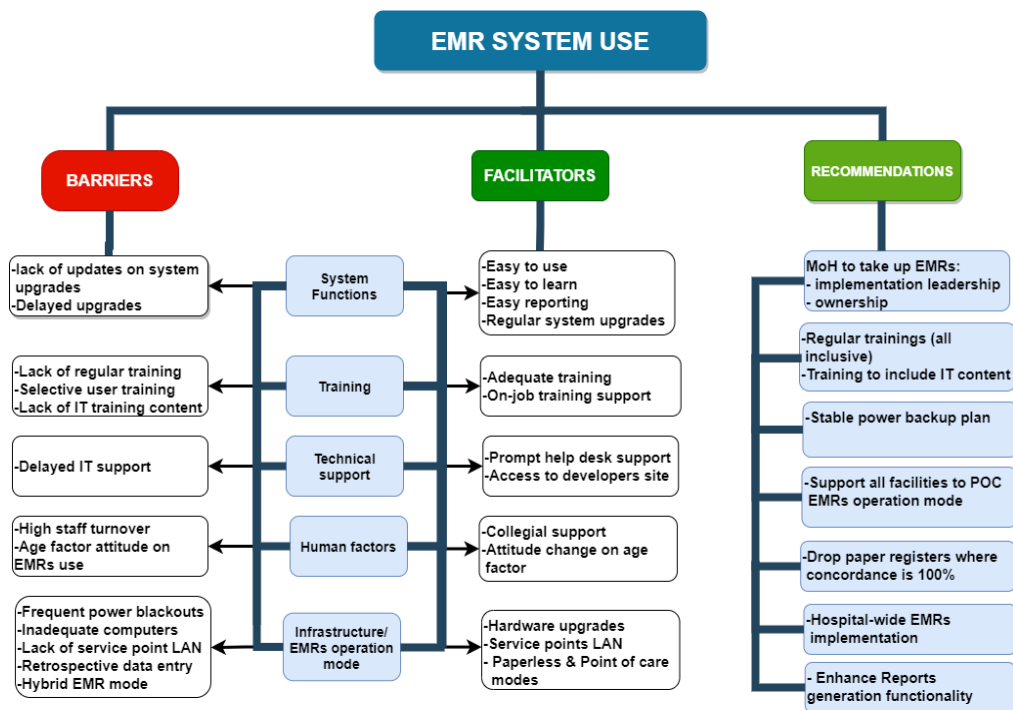 EMR SYSTEM USE
BARRIERS
FACILITATORS
RECOMMENDATIONS
-lack of updates on system
upgrades
-Delayed upgrades
System
Functions
-Easy to use
-Easy to learn
-Easy reporting
-Regular system upgrades
-Lack of regular training
-Selective user training
-Lack of IT training content
Training
-Adequate training
-On-job training support
-Delayed IT support
Technical
support
-Prompt help desk support
-Access to developers site
-High staff turnover
-Age factor attitude on
EMRs use
Human factors
-Collegial support
-Attitude change on age
factor
-Frequent power blackouts
-Inadequate computers
-Lack of service point LAN
-Retrospective data entry
-Hybrid EMR mode
Infrastructure/
EMRs operation
mode
-Hardware upgrades
-Service points LAN
- Paperless & Point of care
modes
MoH to take up EMRs:
- implementation leadership
- ownership
-Regular trainings (all
inclusive)
-Training to include IT content
-Stable power backup plan
-Support all facilities to POC
EMRs operation mode
-Drop paper registers where
concordance is 100%
-Hospital-wide EMRs
implementation
- Enhance Reports
generation functionality